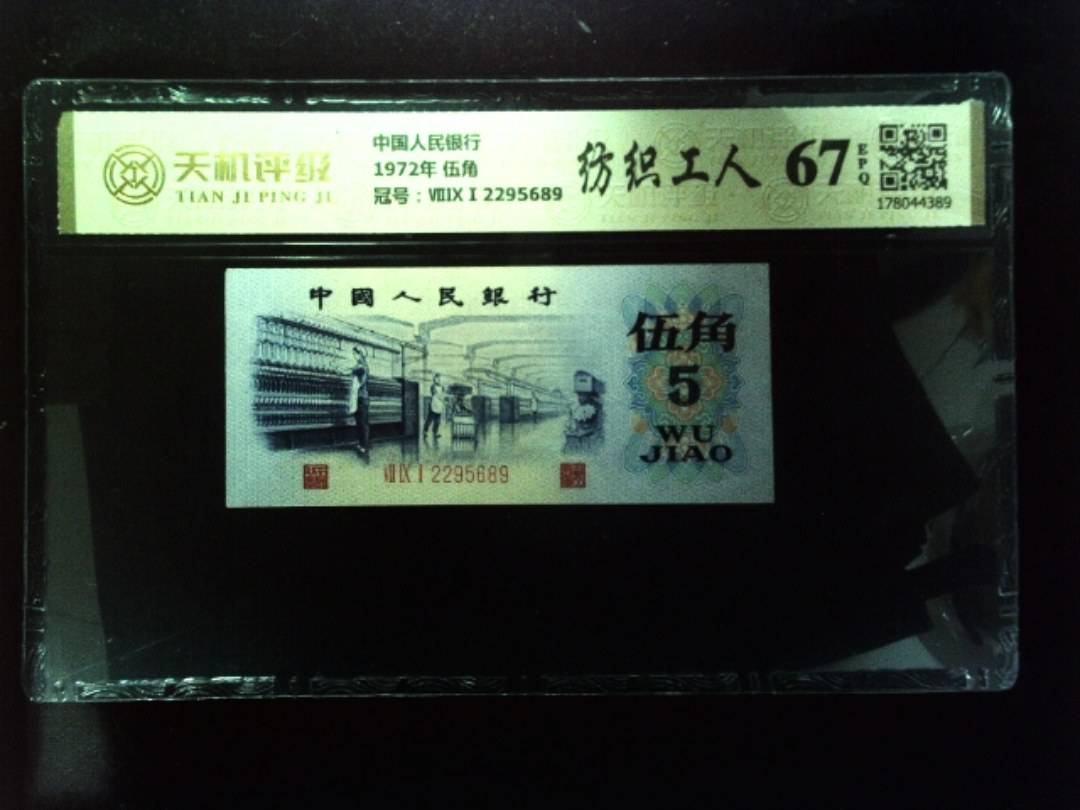 天机评级
TIAN JI PING JI
中国人民银行
1972年 伍角
冠号：ⅦⅨ Ⅰ 2295689
纺织工人 67 EPQ
178044389
中國人民銀行
伍角
5
WU
JIAO
ⅦⅨ Ⅰ 2295689